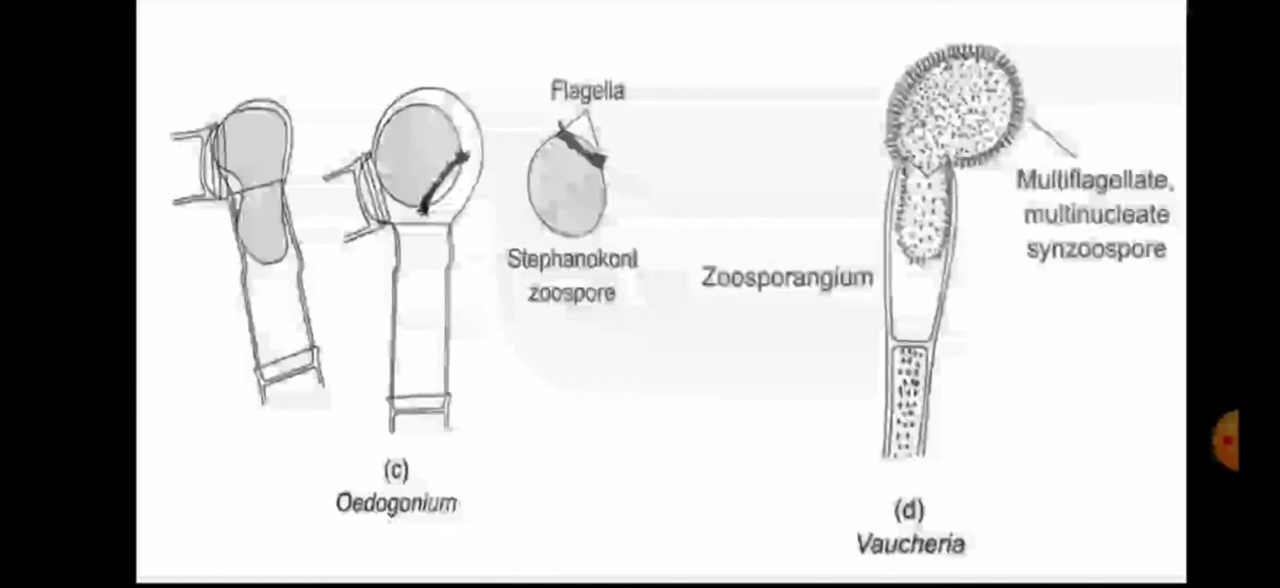 Flagella
Stephanokont
zoospore
(c)
Oedogonium
Zoosporangium
Multiflagellate,
multinucleate
synzoospore
(d)
Vaucheria